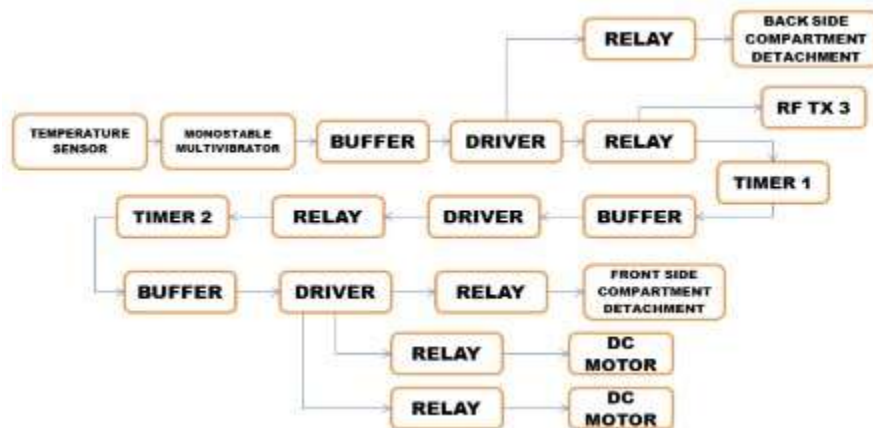 RELAY
BACK SIDE
COMPARTMENT
DETACHMENT
RF TX 3
TEMPERATURE
SENSOR
MONOSTABLE
MULTIVIBRATOR
BUFFER
DRIVER
RELAY
TIMER 1
TIMER 2
RELAY
DRIVER
BUFFER
BUFFER
DRIVER
RELAY
FRONT SIDE
COMPARTMENT
DETACHMENT
RELAY
DC
MOTOR
RELAY
DC
MOTOR